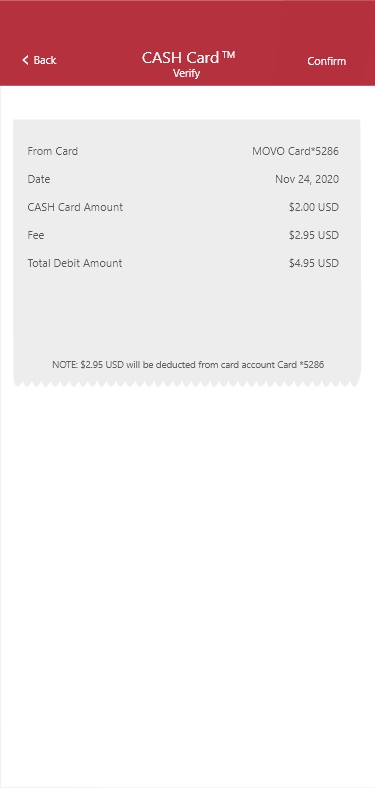 Back
CASH Card™
Verify
Confirm
From Card MOVO Card*5286
Date Nov 24, 2020
CASH Card Amount $2.00 USD
Fee $2.95 USD
Total Debit Amount $4.95 USD
NOTE: $2.95 USD will be deducted from card account Card *5286